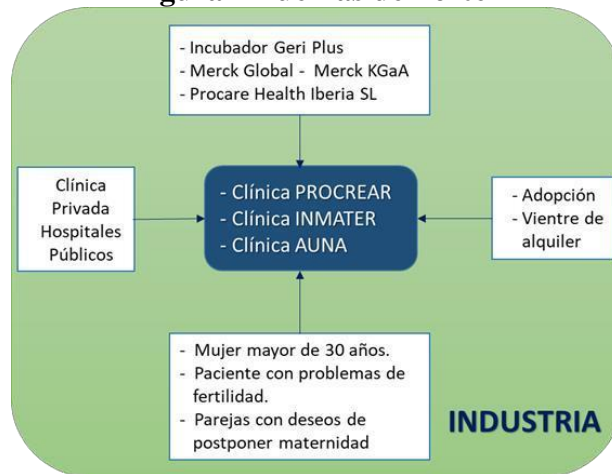 - Incubador Geri Plus
- Merck Global - Merck KGaA
- Procare Health Iberia SL
Clínica
Privada
Hospitales
Públicos
- Clínica PROCREAR
- Clínica INMATER
- Clínica AUNA
- Adopción
- Vientre de
alquiler
- Mujer mayor de 30 años.
- Paciente con problemas de
fertilidad.
- Parejas con deseos de
postponer maternidad
INDUSTRIA